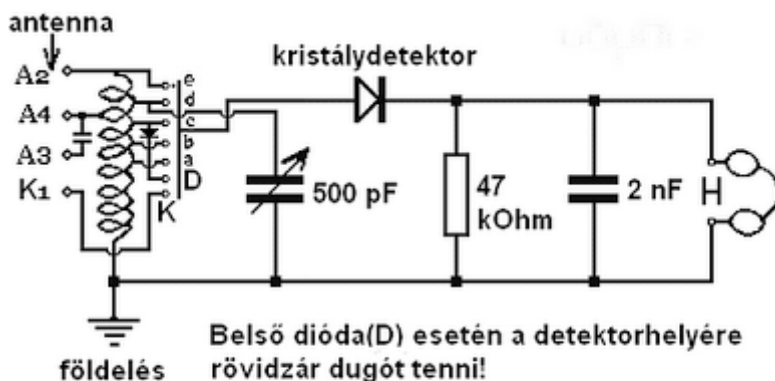 antenna
A2
A4
A3
K1
e
d
c
b
a
D
K
kristálydetektor
500 pF
47
kOhm
2 nF
H
földelés
Belső dióda(D) esetén a detektorhelyére
rövidzár dugót tenni!